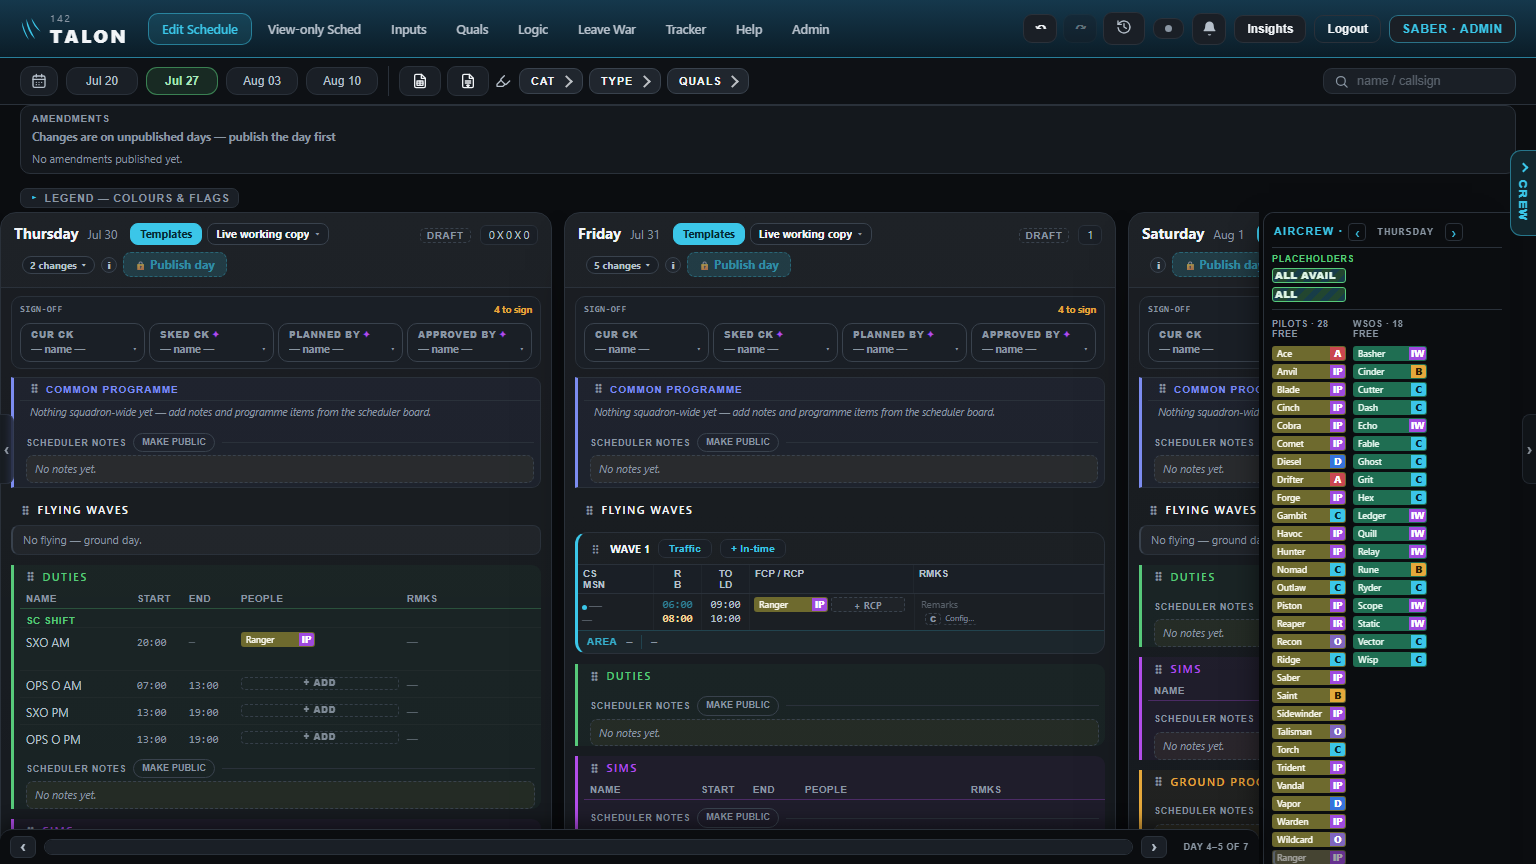 142
TALON
Edit Schedule
View-only Sched
Inputs
Quals
Logic
Leave War
Tracker
Help
Admin
Insights
Logout
SABER · ADMIN
Jul 20
Jul 27
Aug 03
Aug 10
CAT
TYPE
QUALS
name / callsign
AMENDMENTS
Changes are on unpublished days — publish the day first
No amendments published yet.
CREW
LEGEND — COLOURS & FLAGS
Thursday Jul 30
Templates
Live working copy
DRAFT
0X0X0
2 changes
i
Publish day
SIGN-OFF
4 to sign
CUR CK
— name —
SKED CK
— name —
PLANNED BY
— name —
APPROVED BY
— name —
COMMON PROGRAMME
Nothing squadron-wide yet — add notes and programme items from the scheduler board.
SCHEDULER NOTES
MAKE PUBLIC
No notes yet.
FLYING WAVES
No flying — ground day.
DUTIES
NAME START END PEOPLE RMKS
SC SHIFT
SXO AM 20:00 – Ranger IP —
OPS O AM 07:00 13:00 + ADD —
SXO PM 13:00 19:00 + ADD —
OPS O PM 13:00 19:00 + ADD —
SCHEDULER NOTES
MAKE PUBLIC
No notes yet.
SIMS
Friday Jul 31
Templates
Live working copy
DRAFT
1
5 changes
i
Publish day
SIGN-OFF
4 to sign
CUR CK
— name —
SKED CK
— name —
PLANNED BY
— name —
APPROVED BY
— name —
COMMON PROGRAMME
Nothing squadron-wide yet — add notes and programme items from the scheduler board.
SCHEDULER NOTES
MAKE PUBLIC
No notes yet.
FLYING WAVES
WAVE 1
Traffic
+ In-time
CS R TO FCP / RCP RMKS
MSN B LD
— 06:00 09:00 Ranger IP + RCP Remarks
— 08:00 10:00 C Config...
AREA – –
DUTIES
SCHEDULER NOTES
MAKE PUBLIC
No notes yet.
SIMS
NAME START END PEOPLE RMKS
SCHEDULER NOTES
MAKE PUBLIC
Saturday Aug 1
i
Publish da
SIGN-OFF
CUR CK
— name —
COMMON PROG
Nothing squadron-wi
SCHEDULER NOTES
No notes yet.
FLYING WAVES
No flying — ground da
DUTIES
SCHEDULER NOTES
No notes yet.
SIMS
NAME
SCHEDULER NOTES
No notes yet.
GROUND PROG
SCHEDULER NOTES
AIRCREW ·
THURSDAY
PLACEHOLDERS
ALL AVAIL
ALL
PILOTS · 28 FREE
WSOS · 18 FREE
Ace A
Anvil IP
Blade IP
Cinch IP
Cobra IP
Comet IP
Diesel D
Drifter A
Forge IP
Gambit C
Havoc IP
Hunter IP
Nomad C
Outlaw C
Piston IP
Reaper IR
Recon O
Ridge C
Saber IP
Saint B
Sidewinder IP
Talisman O
Torch C
Trident IP
Vandal IP
Vapor D
Warden IP
Wildcard O
Ranger IP
Basher IW
Cinder B
Cutter C
Dash C
Echo IW
Fable C
Ghost C
Grit C
Hex C
Ledger IW
Quill IW
Relay IW
Rune B
Ryder C
Scope IW
Static IW
Vector C
Wisp C
DAY 4–5 OF 7